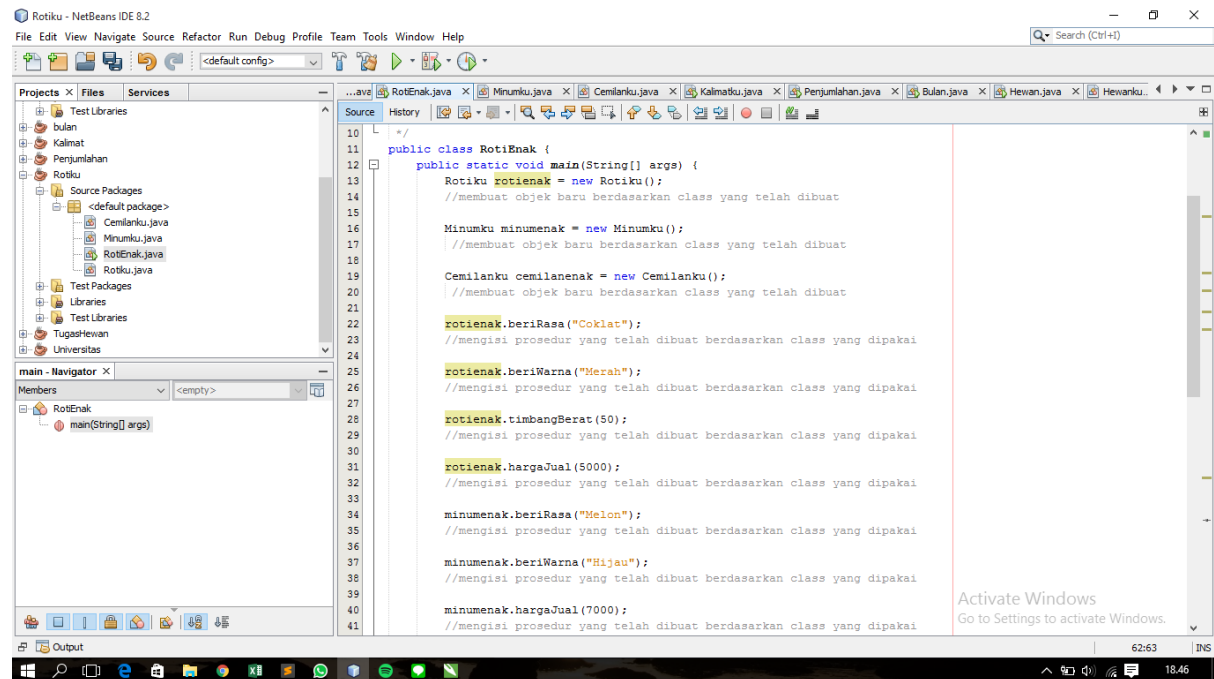 Rotiku - NetBeans IDE 8.2
File Edit View Navigate Source Refactor Run Debug Profile Team Tools Window Help
Search (Ctrl+I)
<default config>
Projects Files Services
...ava RotiEnak.java Minumku.java Cemilanku.java Kalimatku.java Penjumlahan.java Bulan.java Hewan.java Hewanku..
Source History
Test Libraries
bulan
Kalimat
Penjumlahan
Rotiku
Source Packages
<default package>
Cemilanku.java
Minumku.java
RotiEnak.java
Rotiku.java
Test Packages
Libraries
Test Libraries
TugasHewan
Universitas
main - Navigator
Members <empty>
RotiEnak
main(String[] args)
10 */
11 public class RotiEnak {
12 public static void main(String[] args) {
13 Rotiku rotienak = new Rotiku();
14 //membuat objek baru berdasarkan class yang telah dibuat
15
16 Minumku minumenak = new Minumku();
17 //membuat objek baru berdasarkan class yang telah dibuat
18
19 Cemilanku cemilanenak = new Cemilanku();
20 //membuat objek baru berdasarkan class yang telah dibuat
21
22 rotienak.beriRasa("Coklat");
23 //mengisi prosedur yang telah dibuat berdasarkan class yang dipakai
24
25 rotienak.beriWarna("Merah");
26 //mengisi prosedur yang telah dibuat berdasarkan class yang dipakai
27
28 rotienak.timbangBerat(50);
29 //mengisi prosedur yang telah dibuat berdasarkan class yang dipakai
30
31 rotienak.hargaJual(5000);
32 //mengisi prosedur yang telah dibuat berdasarkan class yang dipakai
33
34 minumenak.beriRasa("Melon");
35 //mengisi prosedur yang telah dibuat berdasarkan class yang dipakai
36
37 minumenak.beriWarna("Hijau");
38 //mengisi prosedur yang telah dibuat berdasarkan class yang dipakai
39
40 minumenak.hargaJual(7000);
41 //mengisi prosedur yang telah dibuat berdasarkan class yang dipakai
Activate Windows
Go to Settings to activate Windows.
Output
62:63 INS
18.46